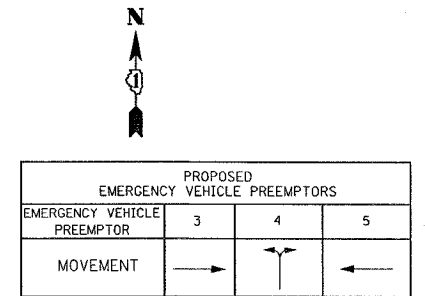 N
1
PROPOSED
EMERGENCY VEHICLE PREEMPTORS
EMERGENCY VEHICLE
PREEMPTOR
3
4
5
MOVEMENT